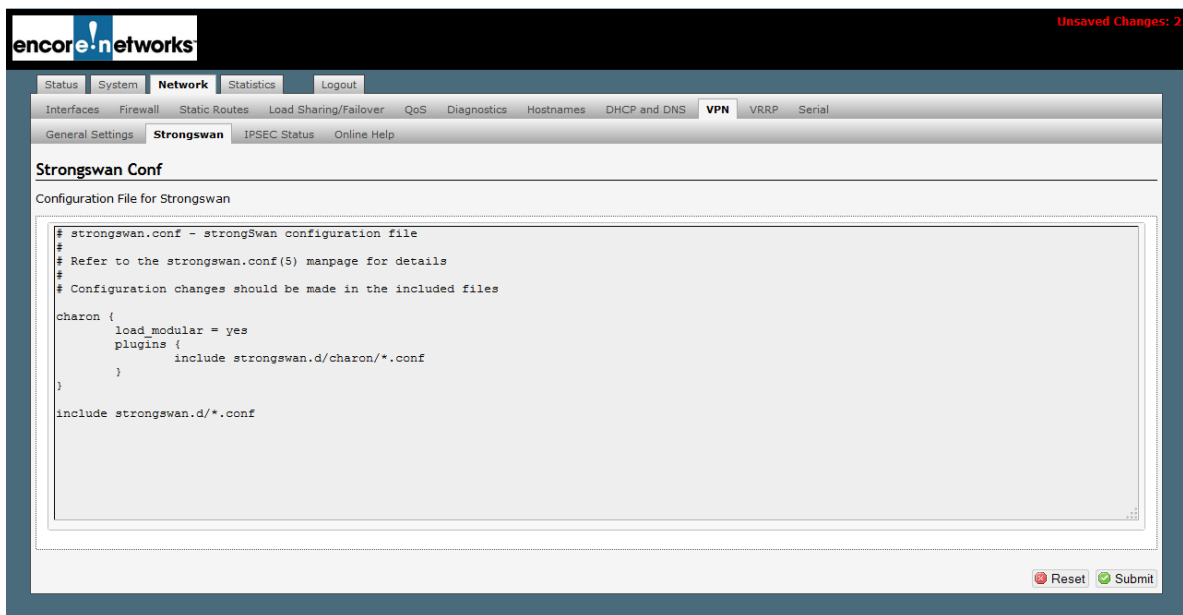 Unsaved Changes: 2
encore!networks
Status System Network Statistics Logout
Interfaces Firewall Static Routes Load Sharing/Failover QoS Diagnostics Hostnames DHCP and DNS VPN VRRP Serial
General Settings Strongswan IPSEC Status Online Help
Strongswan Conf
Configuration File for Strongswan
# strongswan.conf - strongSwan configuration file
#
# Refer to the strongswan.conf(5) manpage for details
#
# Configuration changes should be made in the included files
charon {
load_modular = yes
plugins {
include strongswan.d/charon/*.conf
}
}
include strongswan.d/*.conf
Reset Submit